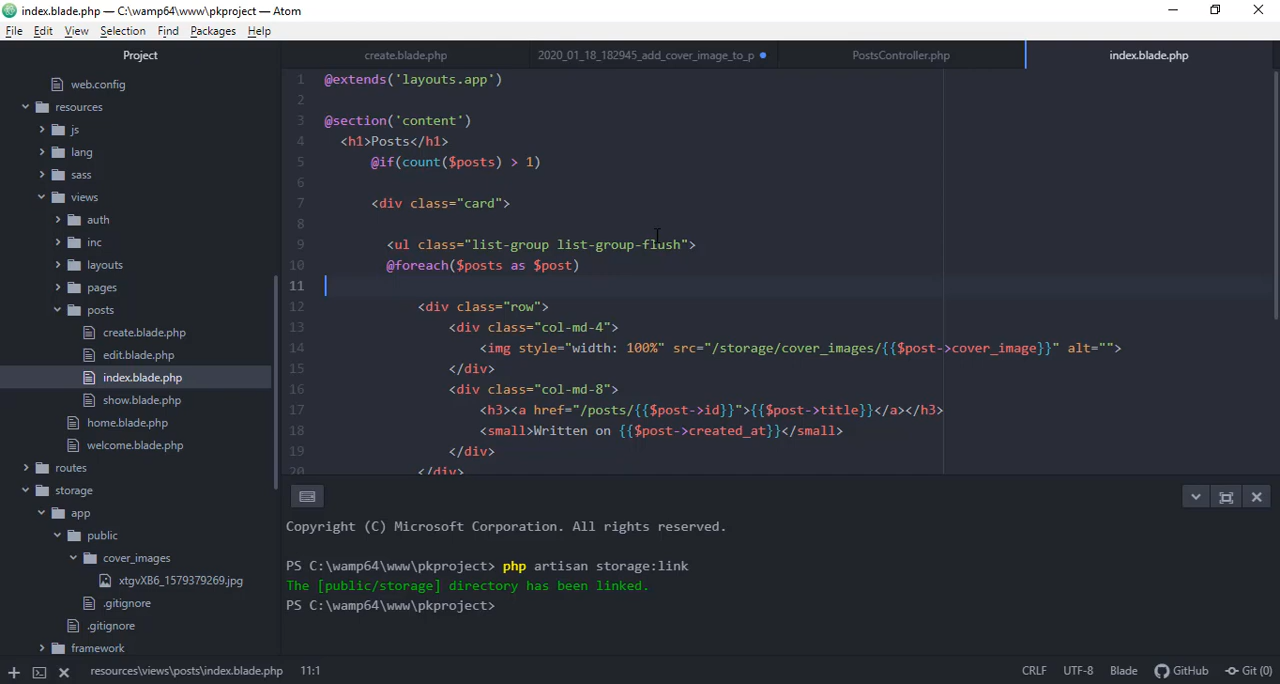 index.blade.php — C:\wamp64\www\pkproject — Atom
File Edit View Selection Find Packages Help
Project
create.blade.php
2020_01_18_182945_add_cover_image_to_p
PostsController.php
index.blade.php
web.config
resources
js
lang
sass
views
auth
inc
layouts
pages
posts
create.blade.php
edit.blade.php
index.blade.php
show.blade.php
home.blade.php
welcome.blade.php
routes
storage
app
public
cover_images
xtgvXB6_1579379269.jpg
.gitignore
.gitignore
framework
1 @extends('layouts.app')
2
3 @section('content')
4 <h1>Posts</h1>
5 @if(count($posts) > 1)
6
7 <div class="card">
8
9 <ul class="list-group list-group-flush">
10 @foreach($posts as $post)
11
12 <div class="row">
13 <div class="col-md-4">
14 <img style="width: 100%" src="/storage/cover_images/{{$post->cover_image}}" alt="">
15 </div>
16 <div class="col-md-8">
17 <h3><a href="/posts/{{$post->id}}">{{$post->title}}</a></h3>
18 <small>Written on {{$post->created_at}}</small>
19 </div>
20 </div>
Copyright (C) Microsoft Corporation. All rights reserved.
PS C:\wamp64\www\pkproject> php artisan storage:link
The [public/storage] directory has been linked.
PS C:\wamp64\www\pkproject>
resources\views\posts\index.blade.php 11:1 CRLF UTF-8 Blade GitHub Git (0)